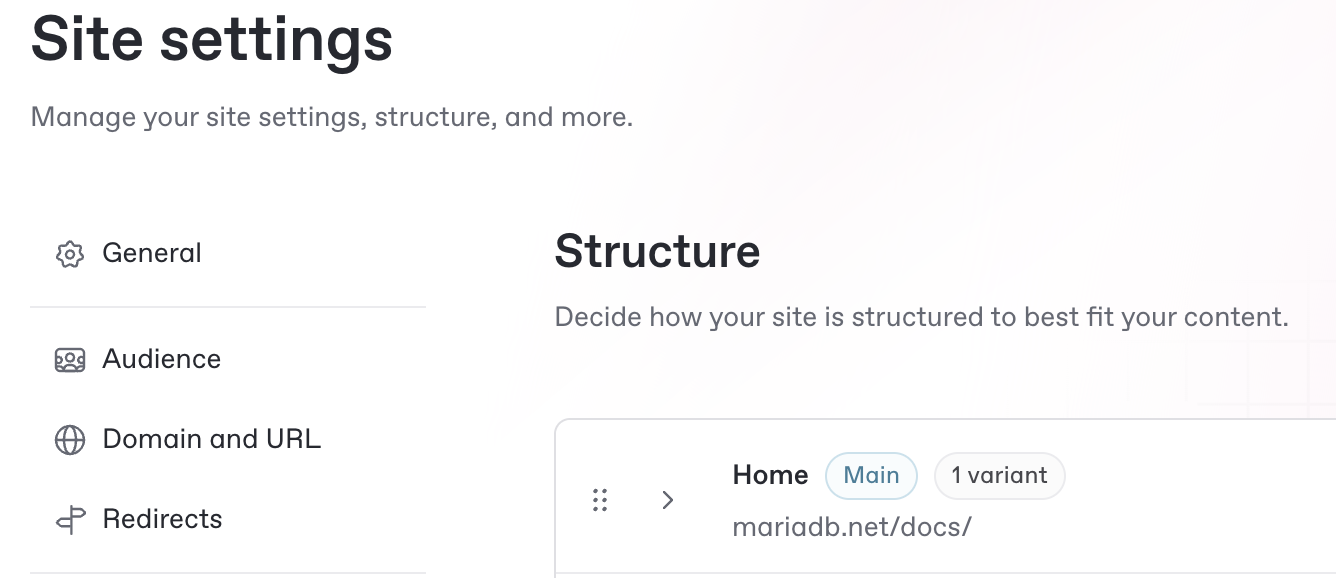 Site settings
Manage your site settings, structure, and more.
General
Audience
Domain and URL
Redirects
Structure
Decide how your site is structured to best fit your content.
Home Main 1 variant
mariadb.net/docs/